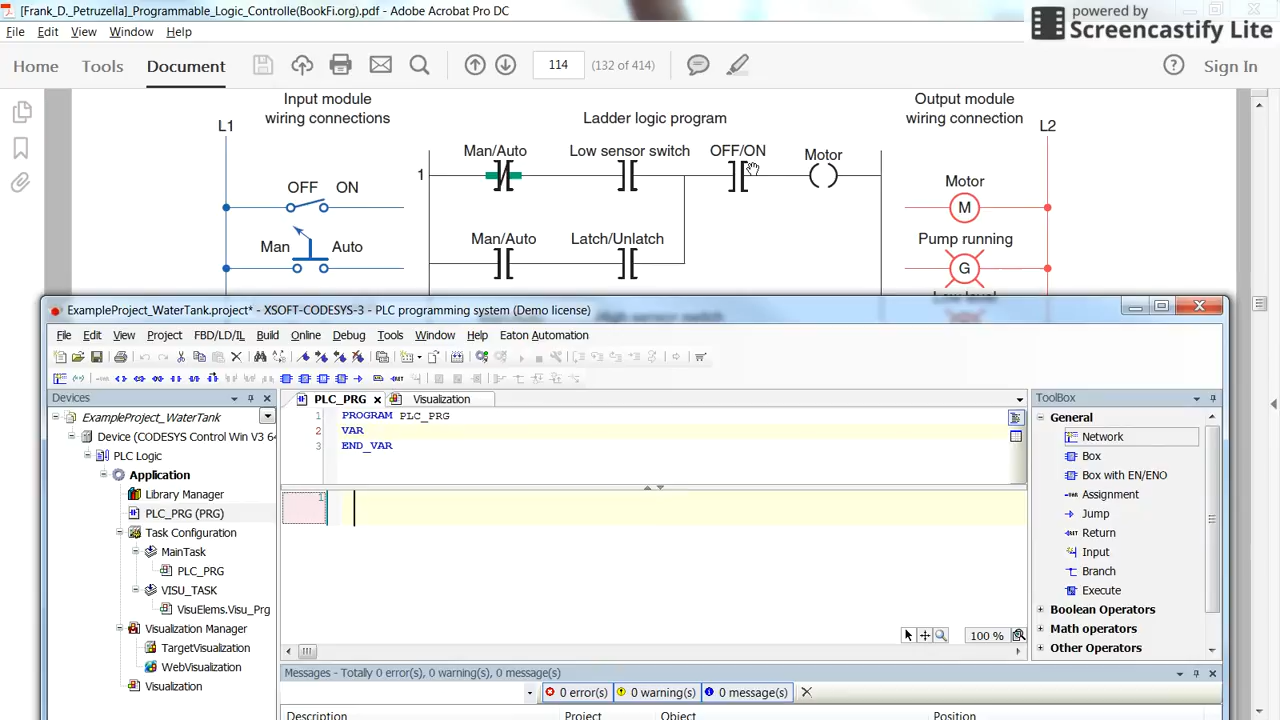 [Frank_D._Petruzella]_Programmable_Logic_Controlle(BookFi.org).pdf - Adobe Acrobat Pro DC
powered by
Screencastify Lite
File Edit View Window Help
Home Tools Document 114 (132 of 414) Sign In
Input module
wiring connections
Ladder logic program
Output module
wiring connection
L1
L2
Man/Auto Low sensor switch OFF/ON Motor
1
OFF ON
Motor
M
Man Auto
Man/Auto Latch/Unlatch
Pump running
G
Low level
High sensor switch
ExampleProject_WaterTank.project* - XSOFT-CODESYS-3 - PLC programming system (Demo license)
File Edit View Project FBD/LD/IL Build Online Debug Tools Window Help Eaton Automation
Devices
ExampleProject_WaterTank
Device (CODESYS Control Win V3 64
PLC Logic
Application
Library Manager
PLC_PRG (PRG)
Task Configuration
MainTask
PLC_PRG
VISU_TASK
VisuElems.Visu_Prg
Visualization Manager
TargetVisualization
WebVisualization
Visualization
PLC_PRG Visualization
1 PROGRAM PLC_PRG
2 VAR
3 END_VAR
1
100 %
ToolBox
General
Network
Box
Box with EN/ENO
Assignment
Jump
Return
Input
Branch
Execute
Boolean Operators
Math operators
Other Operators
Messages - Totally 0 error(s), 0 warning(s), 0 message(s)
0 error(s) 0 warning(s) 0 message(s)
Description Project Object Position